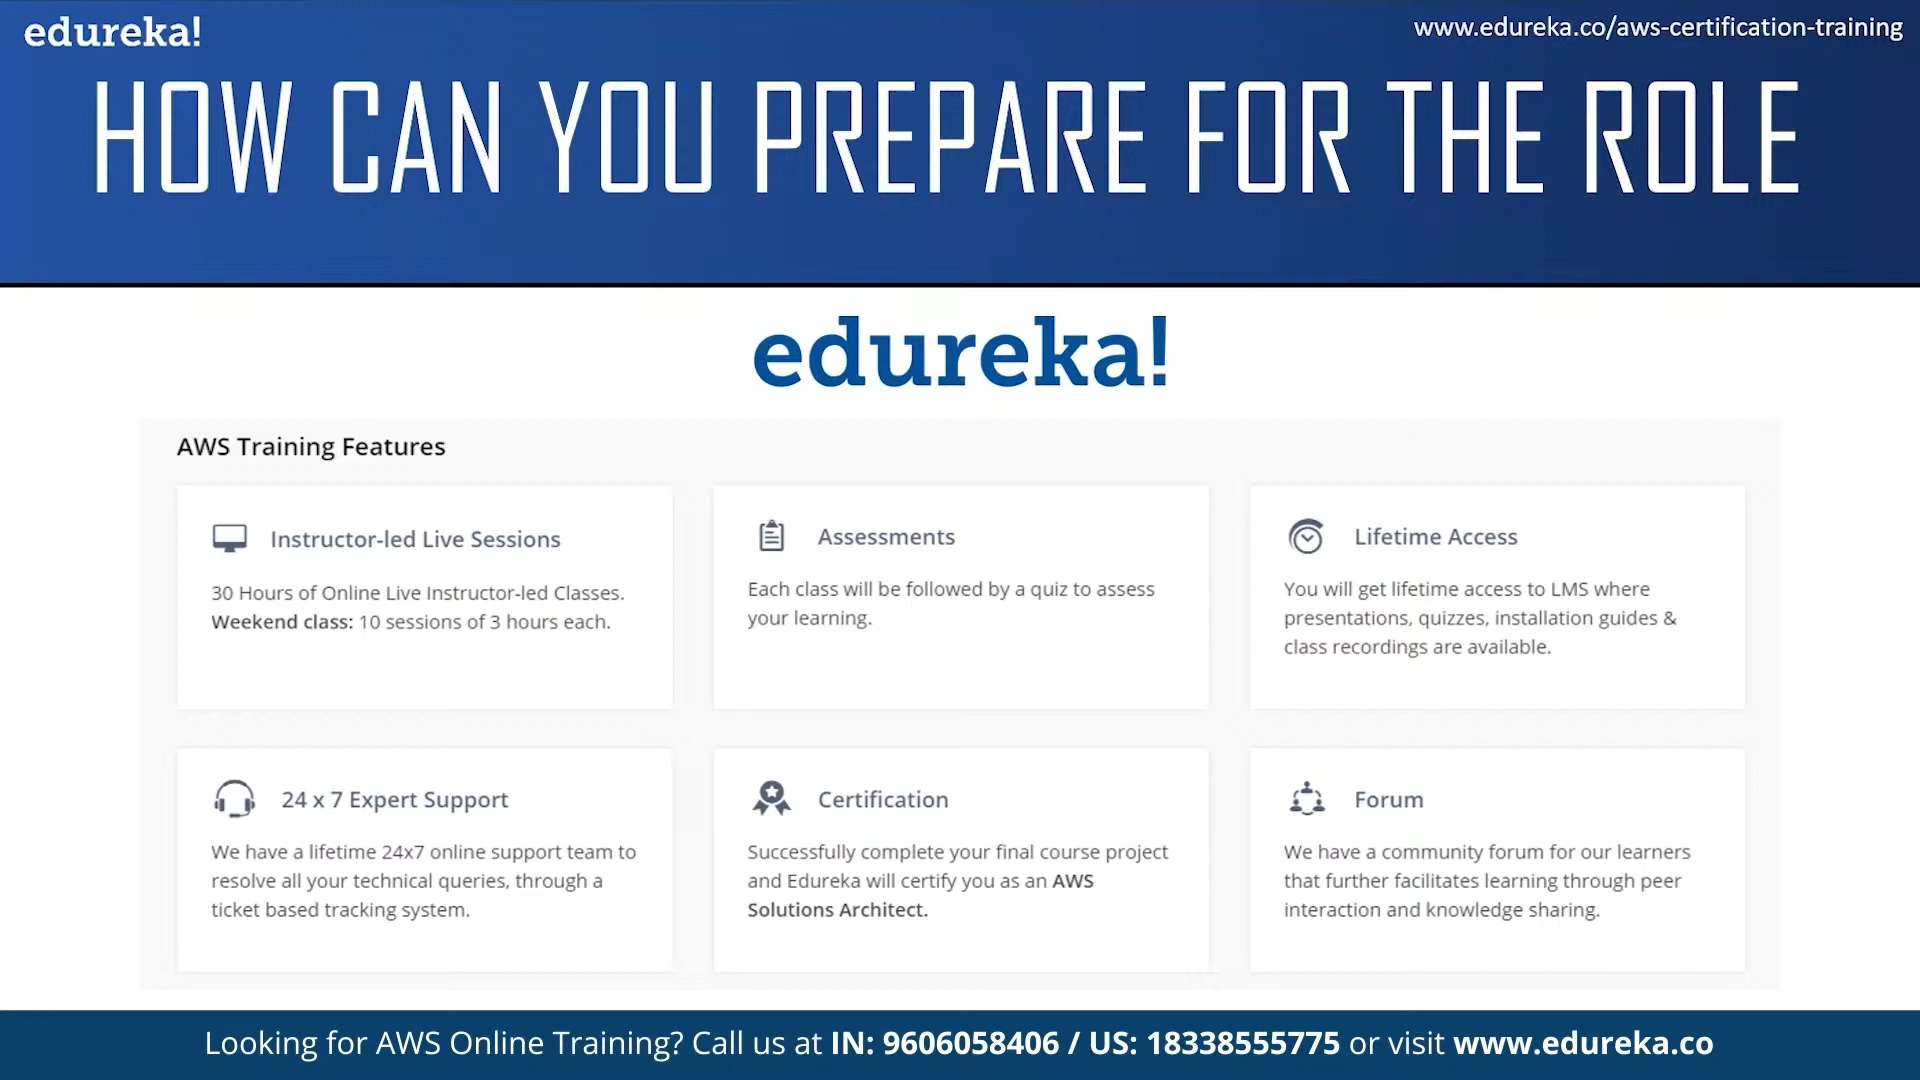 edureka!
www.edureka.co/aws-certification-training
HOW CAN YOU PREPARE FOR THE ROLE
edureka!
AWS Training Features
Instructor-led Live Sessions
30 Hours of Online Live Instructor-led Classes.
Weekend class: 10 sessions of 3 hours each.
Assessments
Each class will be followed by a quiz to assess
your learning.
Lifetime Access
You will get lifetime access to LMS where
presentations, quizzes, installation guides &
class recordings are available.
24 x 7 Expert Support
We have a lifetime 24x7 online support team to
resolve all your technical queries, through a
ticket based tracking system.
Certification
Successfully complete your final course project
and Edureka will certify you as an AWS
Solutions Architect.
Forum
We have a community forum for our learners
that further facilitates learning through peer
interaction and knowledge sharing.
Looking for AWS Online Training? Call us at IN: 9606058406 / US: 18338555775 or visit www.edureka.co